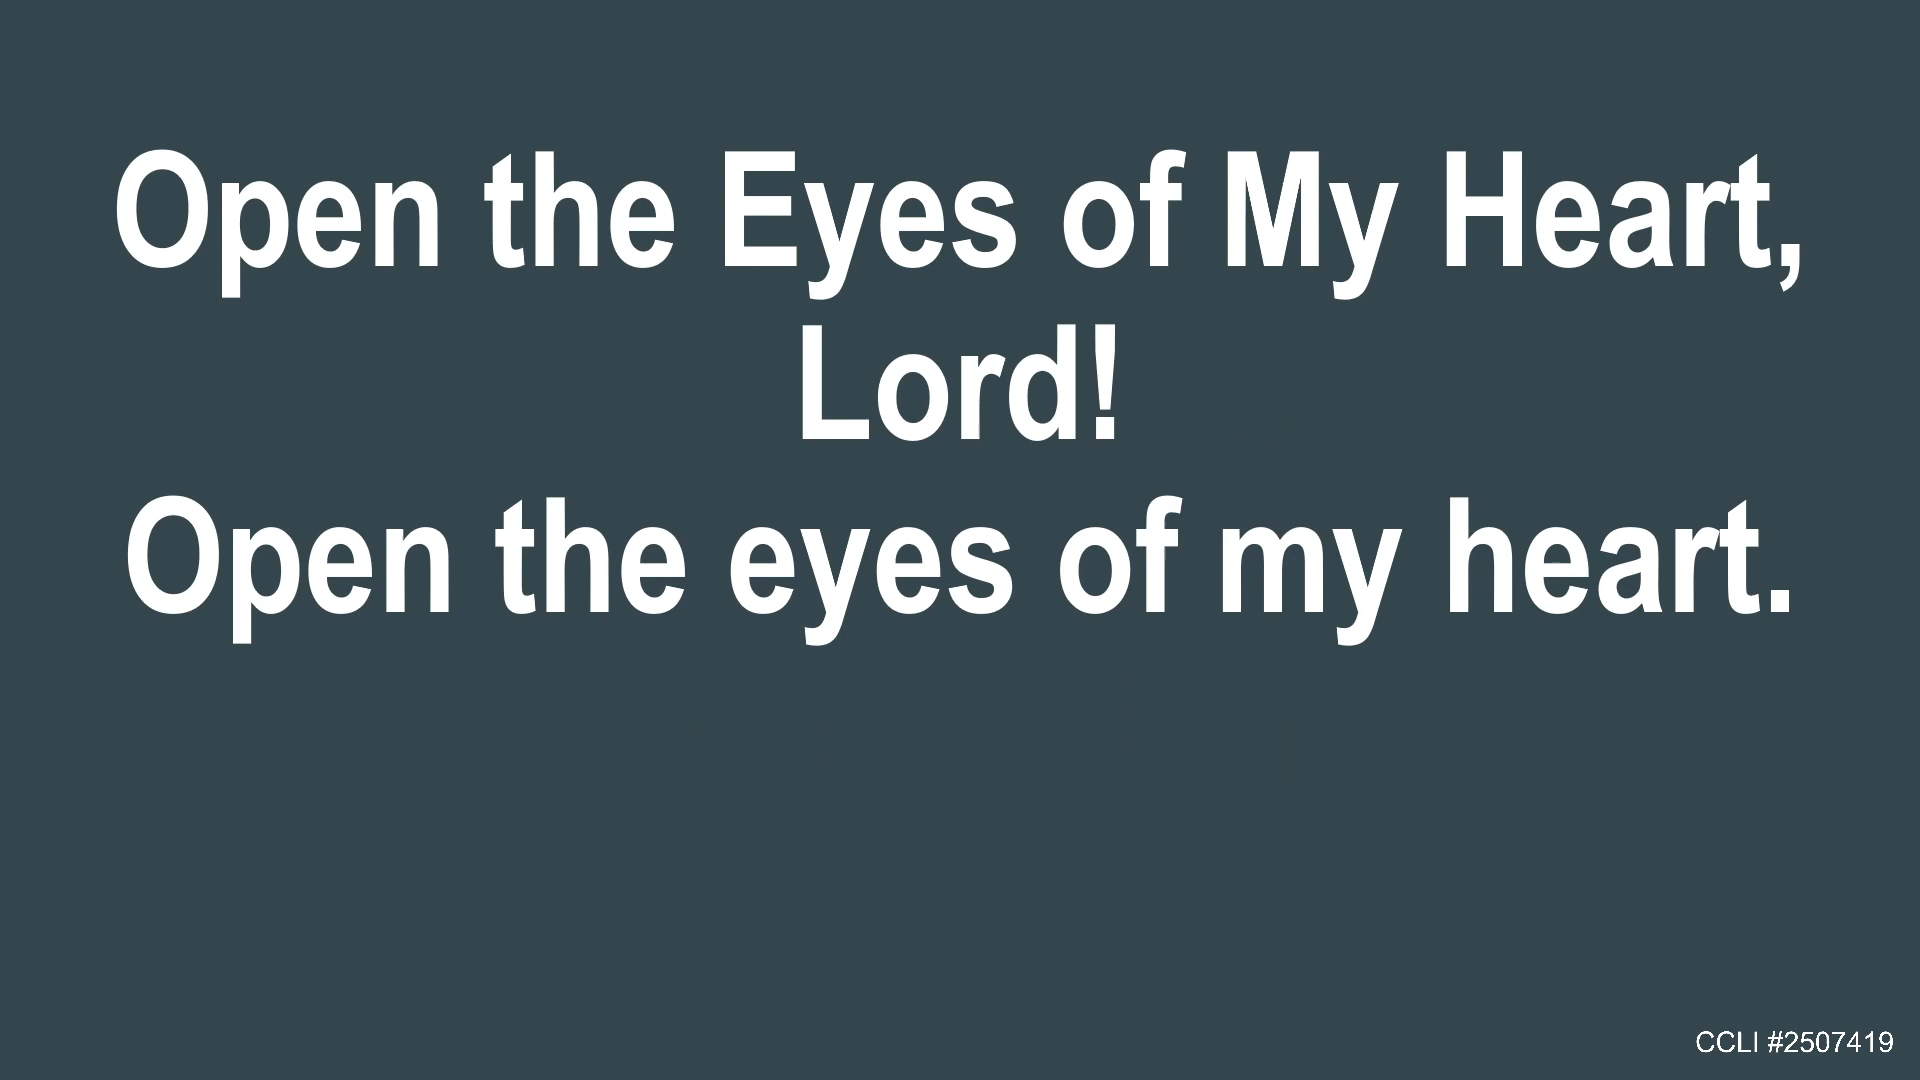 Open the Eyes of My Heart,
Lord!
Open the eyes of my heart.
CCLI #2507419